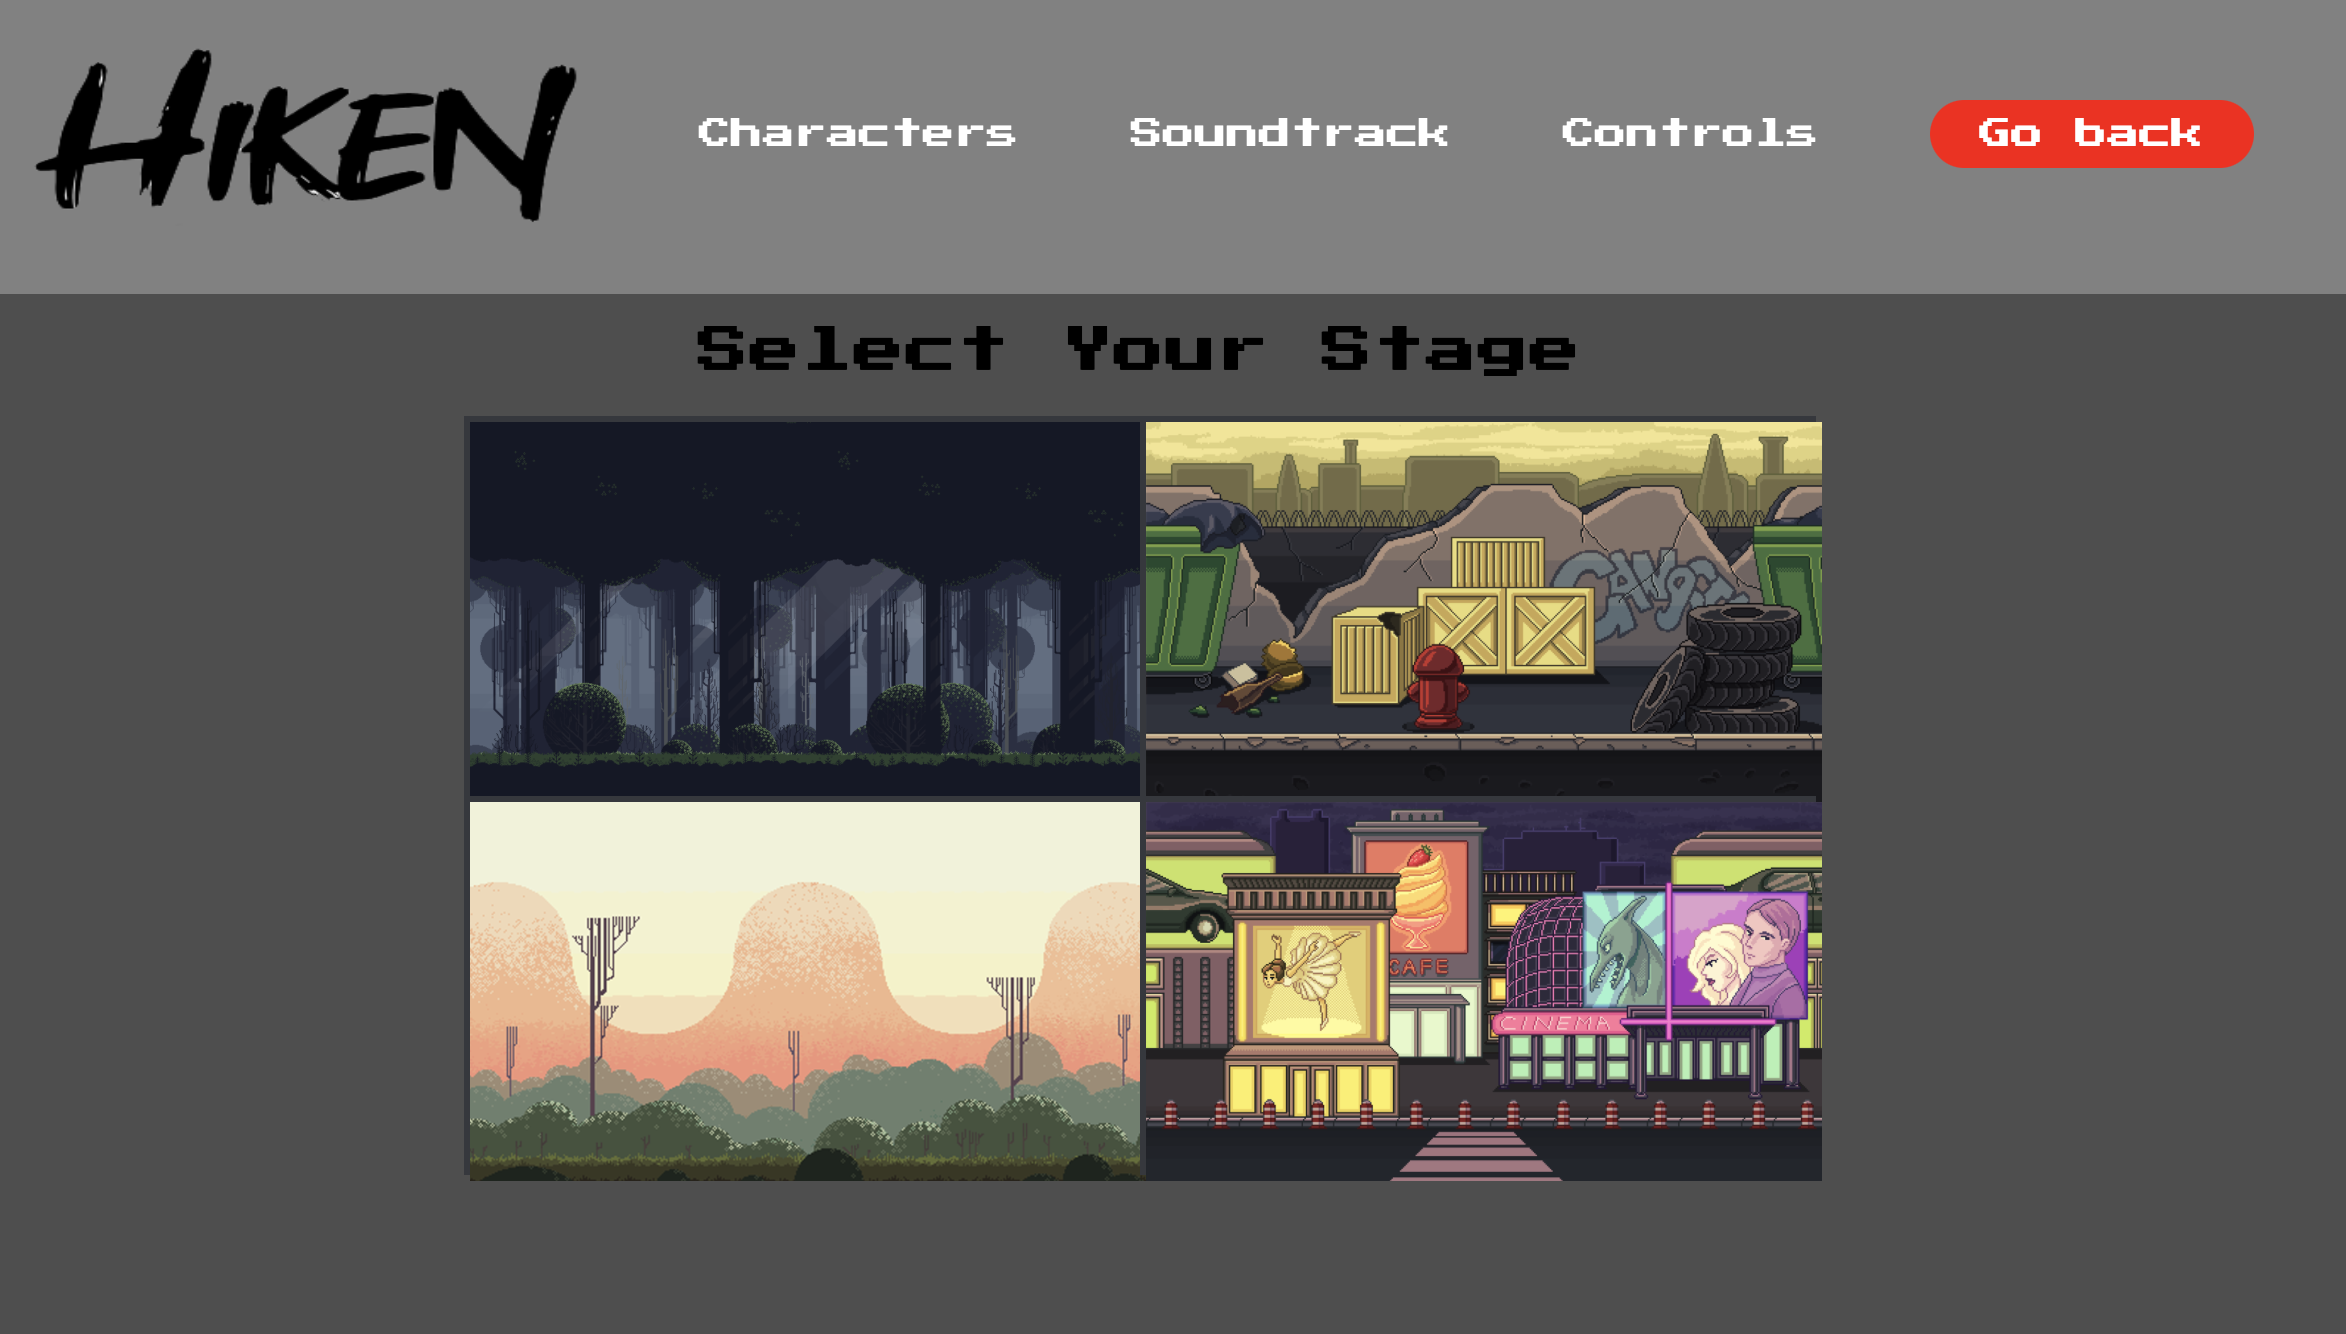 HIKEN
Characters Soundtrack Controls Go back
Select Your Stage
CAFE
CINEMA